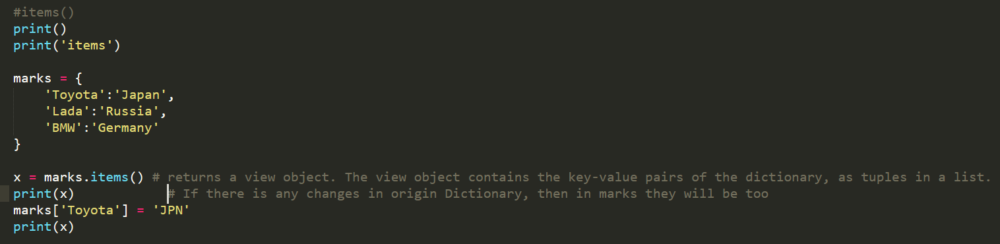 #items()
print()
print('items')
marks = {
'Toyota':'Japan',
'Lada':'Russia',
'BMW':'Germany'
}
x = marks.items() # returns a view object. The view object contains the key-value pairs of the dictionary, as tuples in a list.
print(x) # If there is any changes in origin Dictionary, then in marks they will be too
marks['Toyota'] = 'JPN'
print(x)